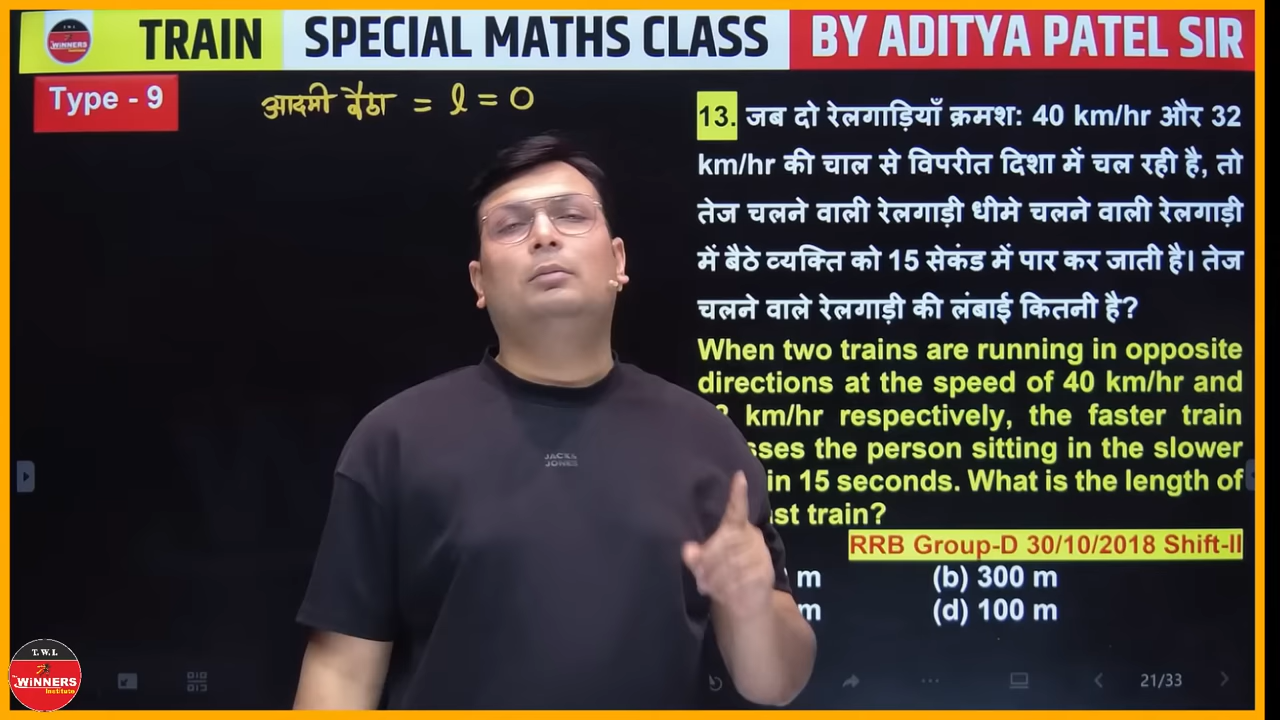 TRAIN SPECIAL MATHS CLASS BY ADITYA PATEL SIR
WiNNERS
Type - 9
आदमी बैठा = l = 0
13. जब दो रेलगाड़ियाँ क्रमश: 40 km/hr और 32
km/hr की चाल से विपरीत दिशा में चल रही है, तो
तेज चलने वाली रेलगाड़ी धीमे चलने वाली रेलगाड़ी
में बैठे व्यक्ति को 15 सेकंड में पार कर जाती है। तेज
चलने वाले रेलगाड़ी की लंबाई कितनी है?
When two trains are running in opposite
directions at the speed of 40 km/hr and
km/hr respectively, the faster train
the person sitting in the slower
in 15 seconds. What is the length of
train?
RRB Group-D 30/10/2018 Shift-II
m (b) 300 m
m (d) 100 m
21/33
T.W.I.
The WiNNERS
Institute